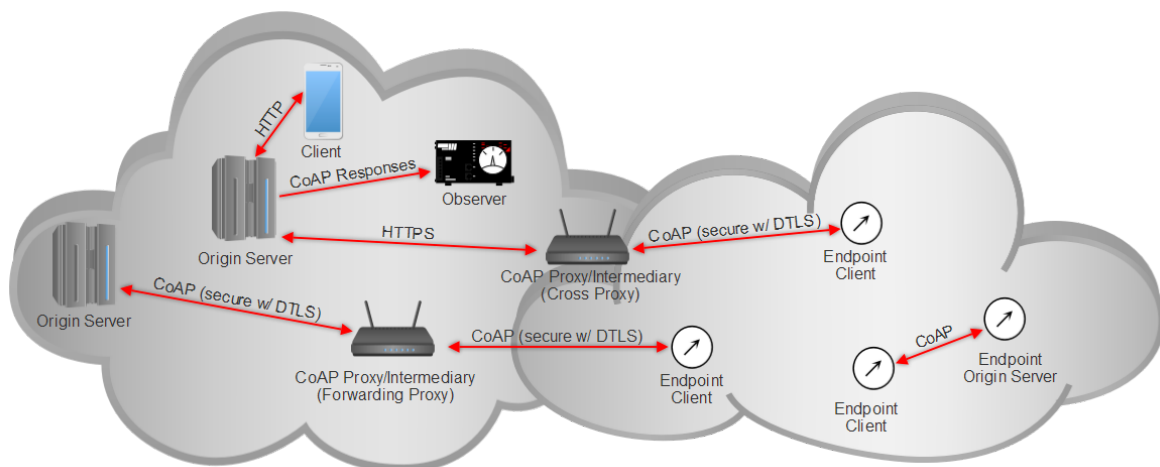 HTTP
Client
CoAP Responses
Observer
Origin Server
HTTPS
CoAP Proxy/Intermediary
(Cross Proxy)
CoAP (secure w/ DTLS)
Endpoint
Client
Origin Server
CoAP (secure w/ DTLS)
CoAP Proxy/Intermediary
(Forwarding Proxy)
CoAP (secure w/ DTLS)
Endpoint
Client
CoAP
Endpoint
Origin Server
Endpoint
Client